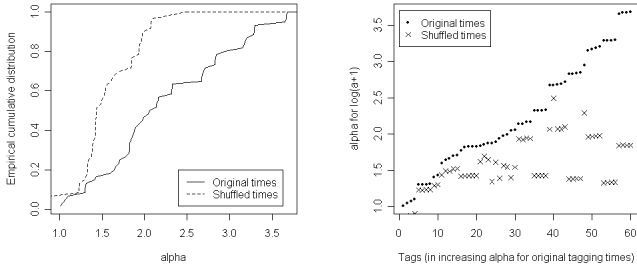 Empirical cumulative distribution
1.0
0.8
0.6
0.4
0.2
0.0
Original times
Shuffled times
1.0 1.5 2.0 2.5 3.0 3.5
alpha
alpha for log(a+1)
3.5
3.0
2.5
2.0
1.5
1.0
Original times
Shuffled times
0 10 20 30 40 50 60
Tags (in increasing alpha for original tagging times)